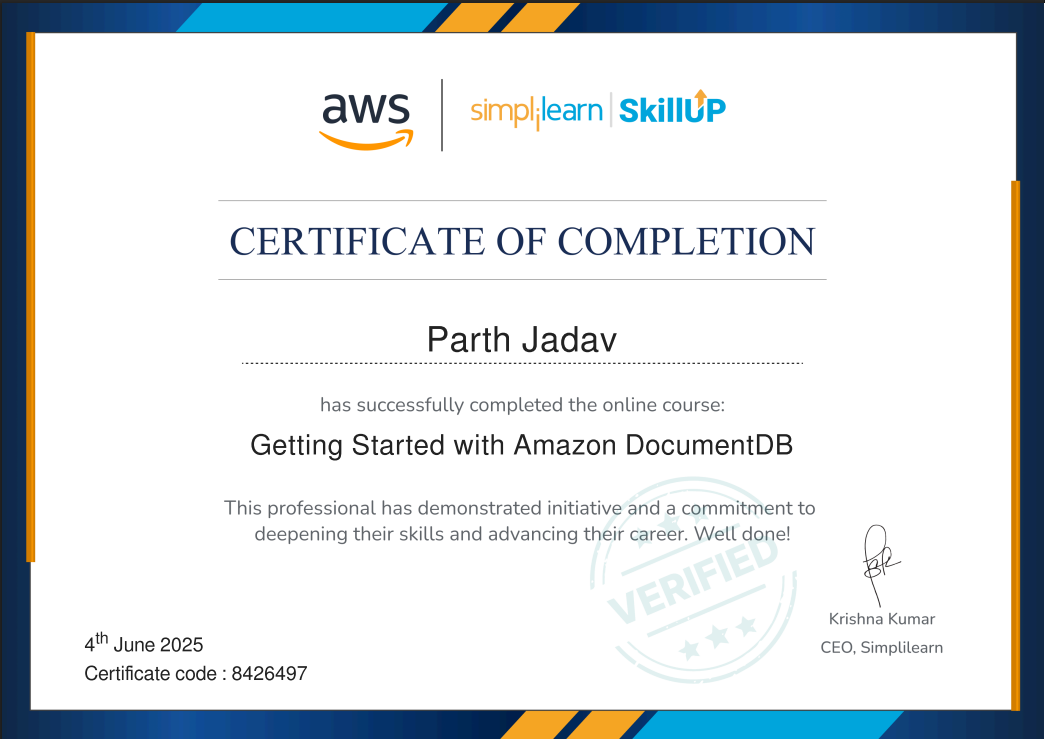 aws
simplilearn | SkillUP
CERTIFICATE OF COMPLETION
Parth Jadav
has successfully completed the online course:
Getting Started with Amazon DocumentDB
This professional has demonstrated initiative and a commitment to
deepening their skills and advancing their career. Well done!
VERIFIED
Krishna Kumar
CEO, Simplilearn
4th June 2025
Certificate code : 8426497